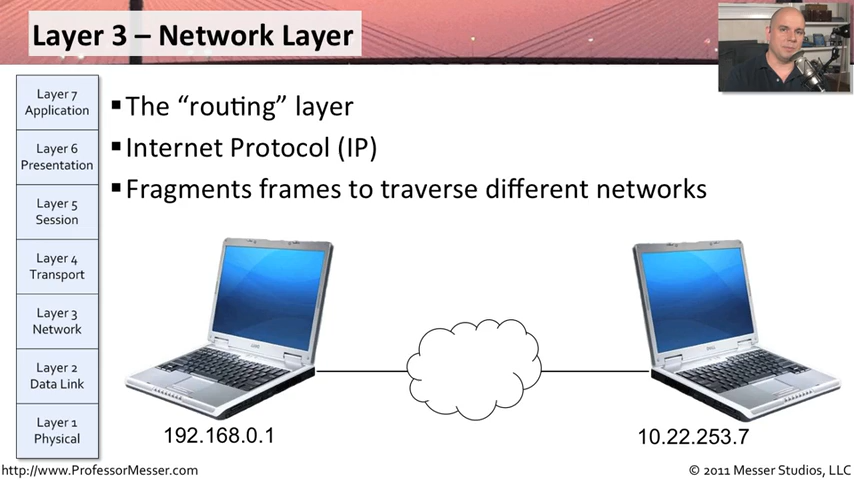 Layer 3 – Network Layer
Layer 7
Application
Layer 6
Presentation
Layer 5
Session
Layer 4
Transport
Layer 3
Network
Layer 2
Data Link
Layer 1
Physical
▪The “routing” layer
▪Internet Protocol (IP)
▪Fragments frames to traverse different networks
192.168.0.1
10.22.253.7
http://www.ProfessorMesser.com
© 2011 Messer Studios, LLC